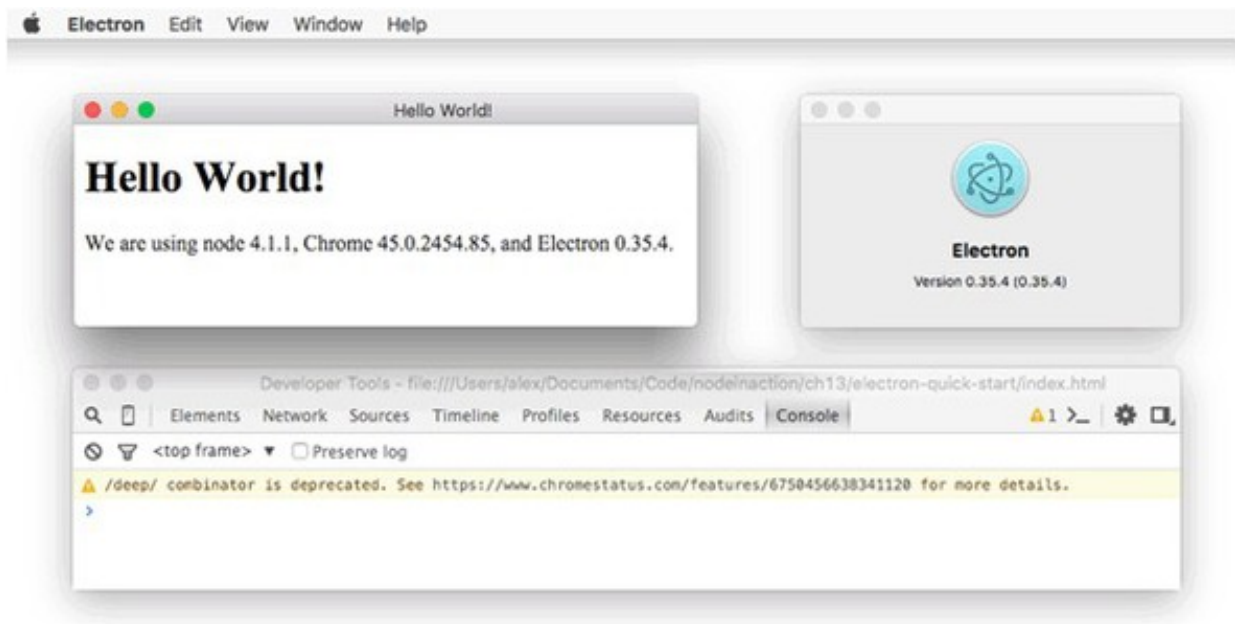 Electron Edit View Window Help
Hello World!
Hello World!
We are using node 4.1.1, Chrome 45.0.2454.85, and Electron 0.35.4.
Electron
Version 0.35.4 (0.35.4)
Developer Tools - file:///Users/alex/Documents/Code/nodeinaction/ch13/electron-quick-start/index.html
Elements Network Sources Timeline Profiles Resources Audits Console 1
<top frame> Preserve log
/deep/ combinator is deprecated. See https://www.chromestatus.com/features/6750456638341120 for more details.